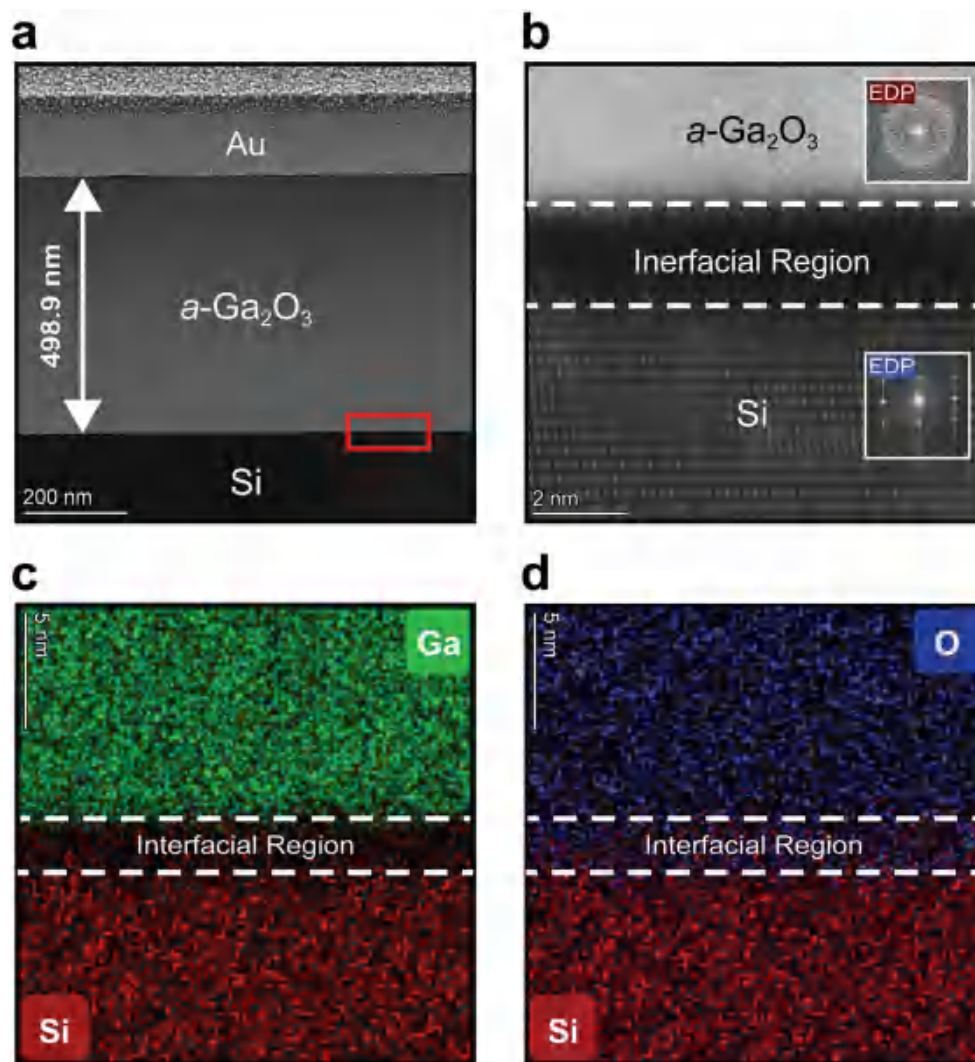 a
Au
498.9 nm
a-Ga₂O₃
Si
200 nm
b
EDP
a-Ga₂O₃
Inerfacial Region
EDP
Si
2 nm
c
5 nm
Ga
Interfacial Region
Si
d
5 nm
O
Interfacial Region
Si